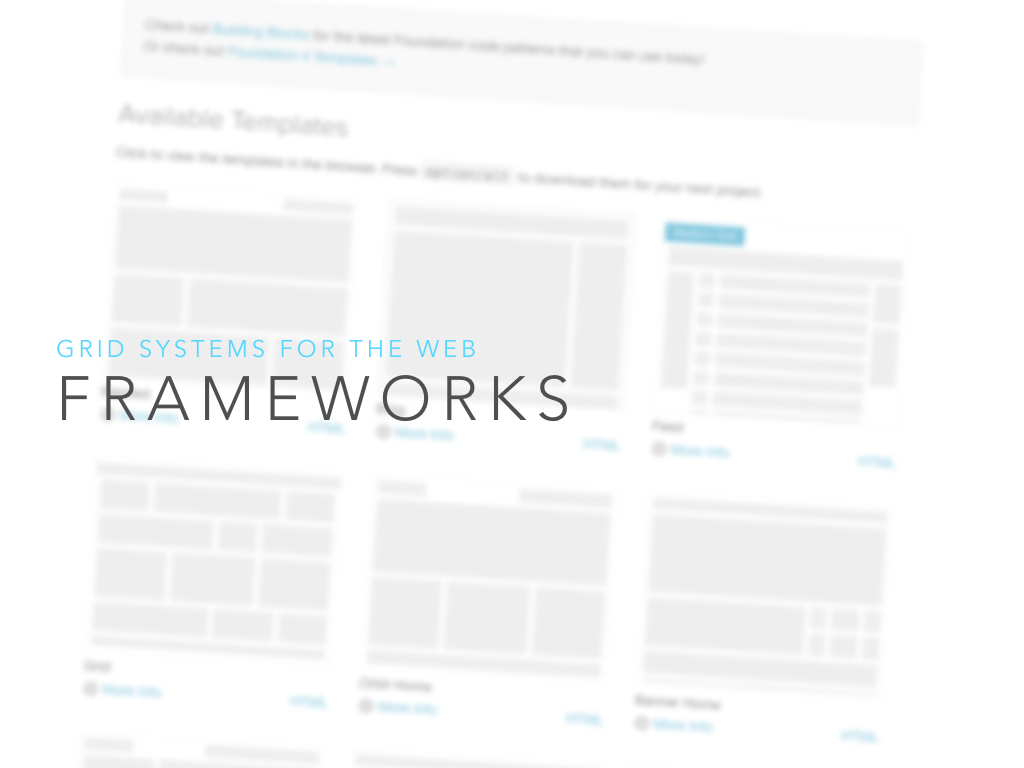 Check out Building Blocks for the latest Foundation code patterns that you can use today!
Or check out Foundation 4 Templates →
Available Templates
Click to view the templates in the browser. Press option/alt to download them for your next project.
GRID SYSTEMS FOR THE WEB
FRAMEWORKS
More Info HTML
More Info HTML
Feed
More Info HTML
Grid
More Info HTML
Orbit Home
More Info HTML
Banner Home
More Info HTML